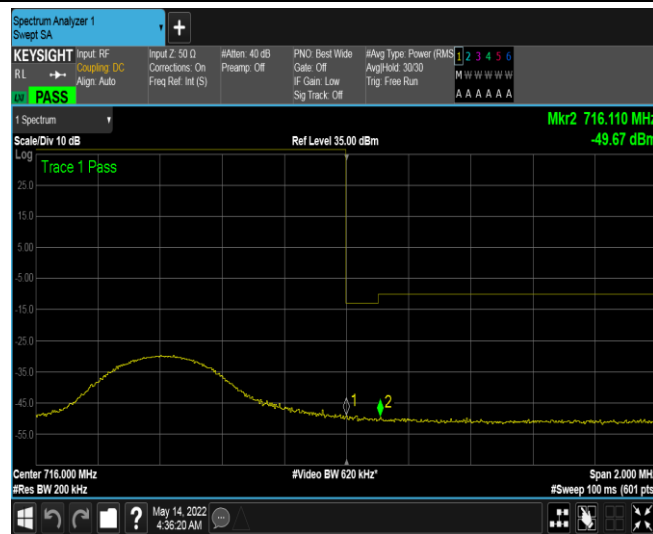 Spectrum Analyzer 1
Swept SA
+
KEYSIGHT
RL
PASS
Input: RF
Coupling: DC
Align: Auto
Input Z: 50 Ω
Corrections: On
Freq Ref: Int (S)
#Atten: 40 dB
Preamp: Off
PNO: Best Wide
Gate: Off
IF Gain: Low
Sig Track: Off
#Avg Type: Power (RMS
Avg|Hold: 30/30
Trig: Free Run
1 2 3 4 5 6
M W W W W W
A A A A A A
1 Spectrum
Mkr2 716.110 MHz
Scale/Div 10 dB
Ref Level 35.00 dBm
-49.67 dBm
Log
Trace 1 Pass
25.0
15.0
5.00
-5.00
-15.0
-25.0
-35.0
-45.0
-55.0
1
2
Center 716.000 MHz
#Video BW 620 kHz*
Span 2.000 MHz
#Res BW 200 kHz
#Sweep 100 ms (601 pts
?
May 14, 2022
4:36:20 AM